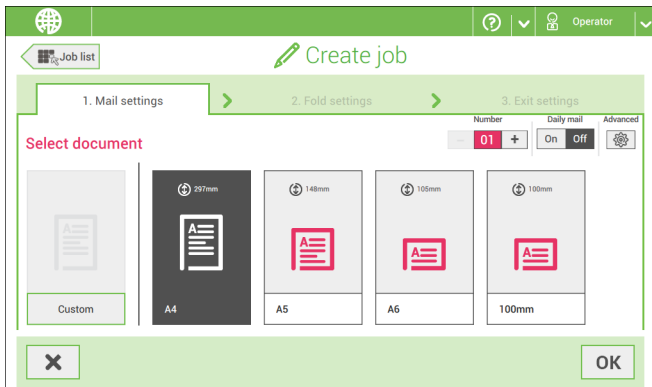 Operator
Job list
Create job
1. Mail settings
2. Fold settings
3. Exit settings
Select document
Number
Daily mail
Advanced
- 01 +
On Off
297mm
148mm
105mm
100mm
Custom
A4
A5
A6
100mm
OK